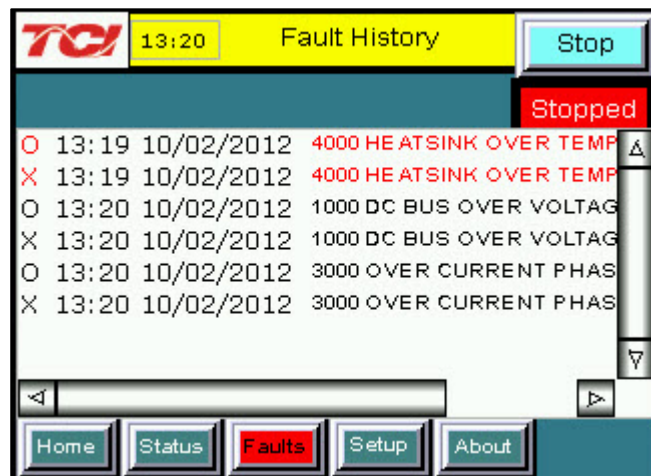 TCI 13:20 Fault History Stop
Stopped
O 13:19 10/02/2012 4000 HEATSINK OVER TEMP
X 13:19 10/02/2012 4000 HEATSINK OVER TEMP
O 13:20 10/02/2012 1000 DC BUS OVER VOLTAG
X 13:20 10/02/2012 1000 DC BUS OVER VOLTAG
O 13:20 10/02/2012 3000 OVER CURRENT PHAS
X 13:20 10/02/2012 3000 OVER CURRENT PHAS
Home Status Faults Setup About